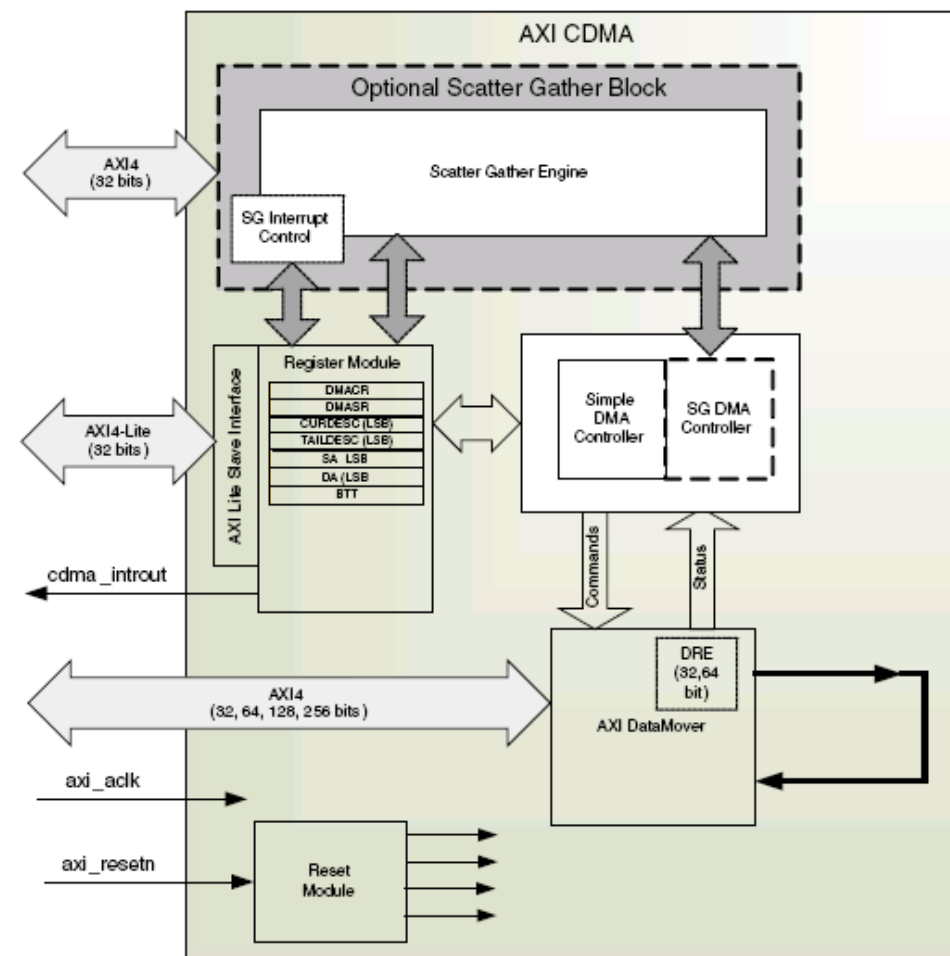 AXI CDMA
Optional Scatter Gather Block
Scatter Gather Engine
AXI4
(32 bits)
SG Interrupt
Control
AXI Lite Slave Interface
Register Module
DMACR
DMASR
CURDESC (LSB)
TAILDESC (LSB)
SA LSB
DA (LSB
BTT
Simple
DMA
Controller
SG DMA
Controller
AXI4-Lite
(32 bits)
cdma_introut
Commands
Status
DRE
(32,64
bit)
AXI DataMover
AXI4
(32, 64, 128, 256 bits)
axi_aclk
axi_resetn
Reset
Module